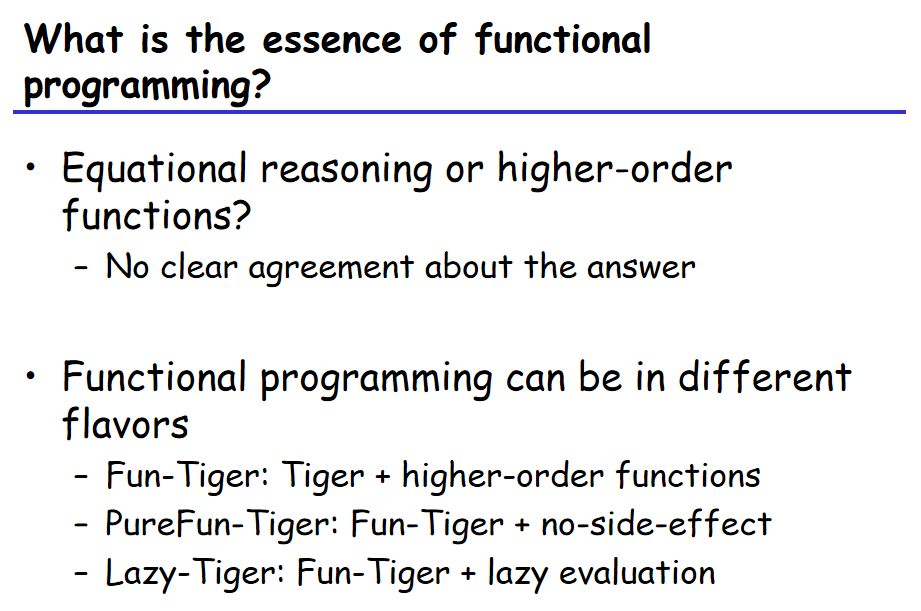 What is the essence of functional
programming?
• Equational reasoning or higher-order
functions?
– No clear agreement about the answer
• Functional programming can be in different
flavors
– Fun-Tiger: Tiger + higher-order functions
– PureFun-Tiger: Fun-Tiger + no-side-effect
– Lazy-Tiger: Fun-Tiger + lazy evaluation